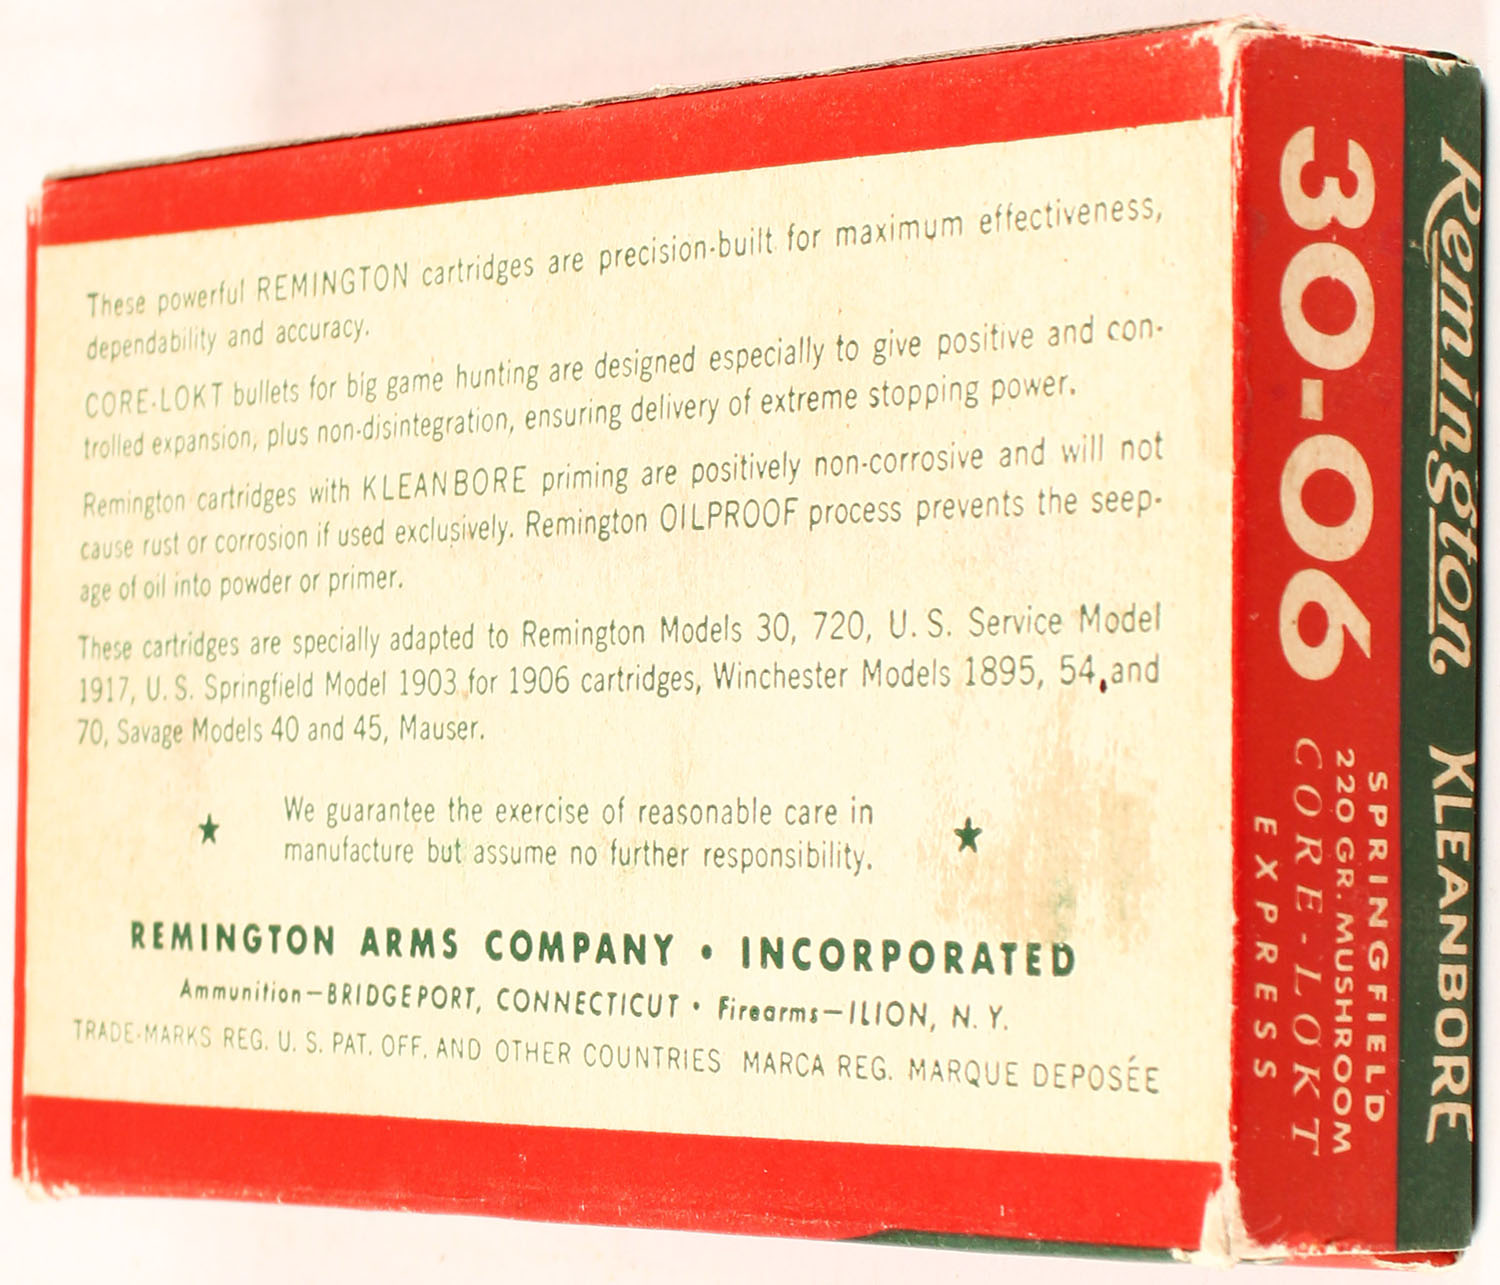 These powerful REMINGTON cartridges are precision-built for maximum effectiveness,
dependability and accuracy.
CORE-LOKT bullets for big game hunting are designed especially to give positive and con-
trolled expansion, plus non-disintegration, ensuring delivery of extreme stopping power.
Remington cartridges with KLEANBORE priming are positively non-corrosive and will not
cause rust or corrosion if used exclusively. Remington OILPROOF process prevents the seep-
age of oil into powder or primer.
These cartridges are specially adapted to Remington Models 30, 720, U. S. Service Model
1917, U. S. Springfield Model 1903 for 1906 cartridges, Winchester Models 1895, 54, and
70, Savage Models 40 and 45, Mauser.
We guarantee the exercise of reasonable care in
manufacture but assume no further responsibility.
REMINGTON ARMS COMPANY • INCORPORATED
Ammunition—BRIDGEPORT, CONNECTICUT • Firearms—ILION, N. Y.
TRADE-MARKS REG. U. S. PAT. OFF. AND OTHER COUNTRIES MARCA REG. MARQUE DEPOSÉE
Remington KLEANBORE
30-06
SPRINGFIEL'D
220 GR. MUSHROOM
CORE-LOKT
EXPRESS